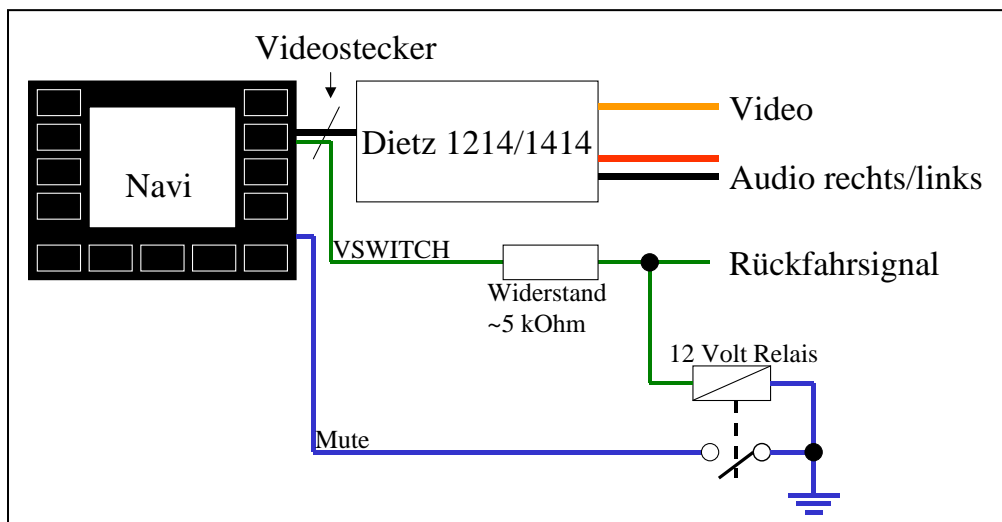 Videostecker
Navi
Dietz 1214/1414
Video
Audio rechts/links
VSWITCH
Widerstand
~5 kOhm
Rückfahrsignal
12 Volt Relais
Mute